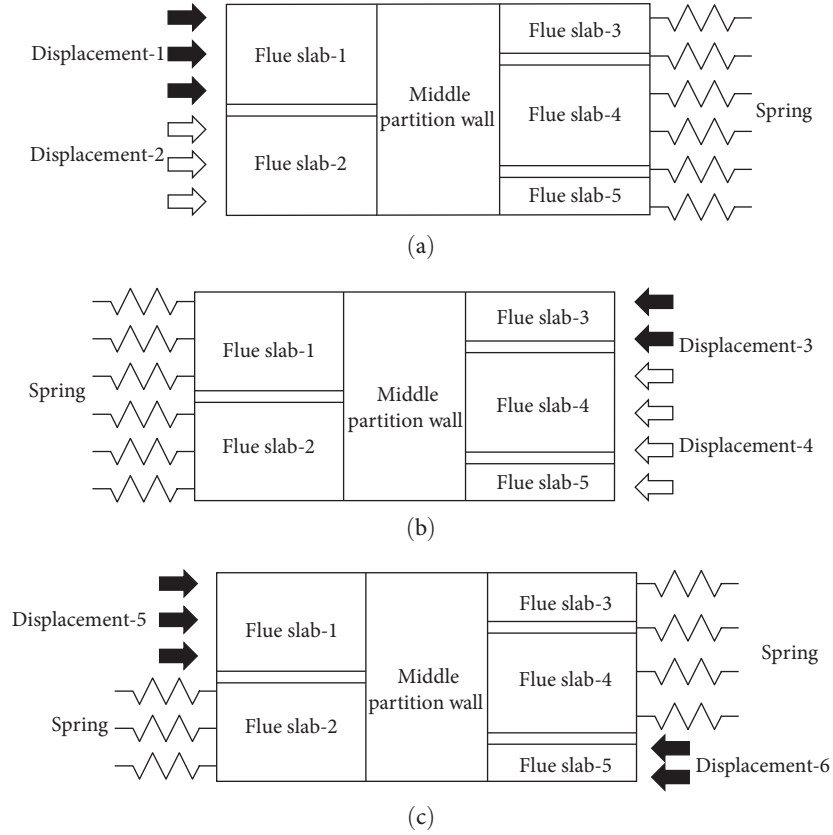 Displacement-1
Displacement-2
Flue slab-1
Flue slab-2
Middle
partition wall
Flue slab-3
Flue slab-4
Flue slab-5
Spring
(a)
Spring
Flue slab-1
Flue slab-2
Middle
partition wall
Flue slab-3
Flue slab-4
Flue slab-5
Displacement-3
Displacement-4
(b)
Displacement-5
Spring
Flue slab-1
Flue slab-2
Middle
partition wall
Flue slab-3
Flue slab-4
Flue slab-5
Spring
Displacement-6
(c)